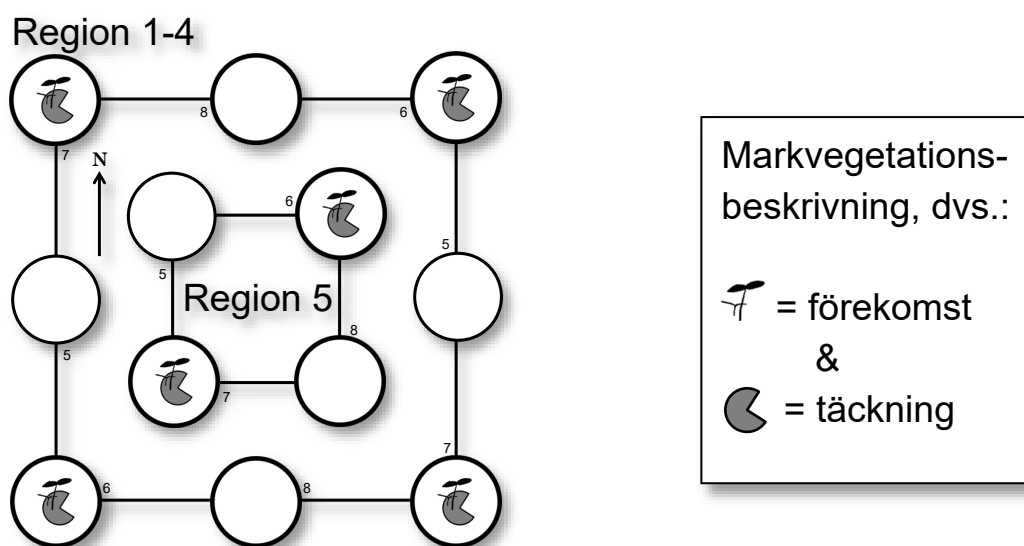 Region 1-4
8
6
7
N
6
5
5
Region 5
8
5
7
7
6
8
Markvegetations-
beskrivning, dvs.:
= förekomst
&
= täckning